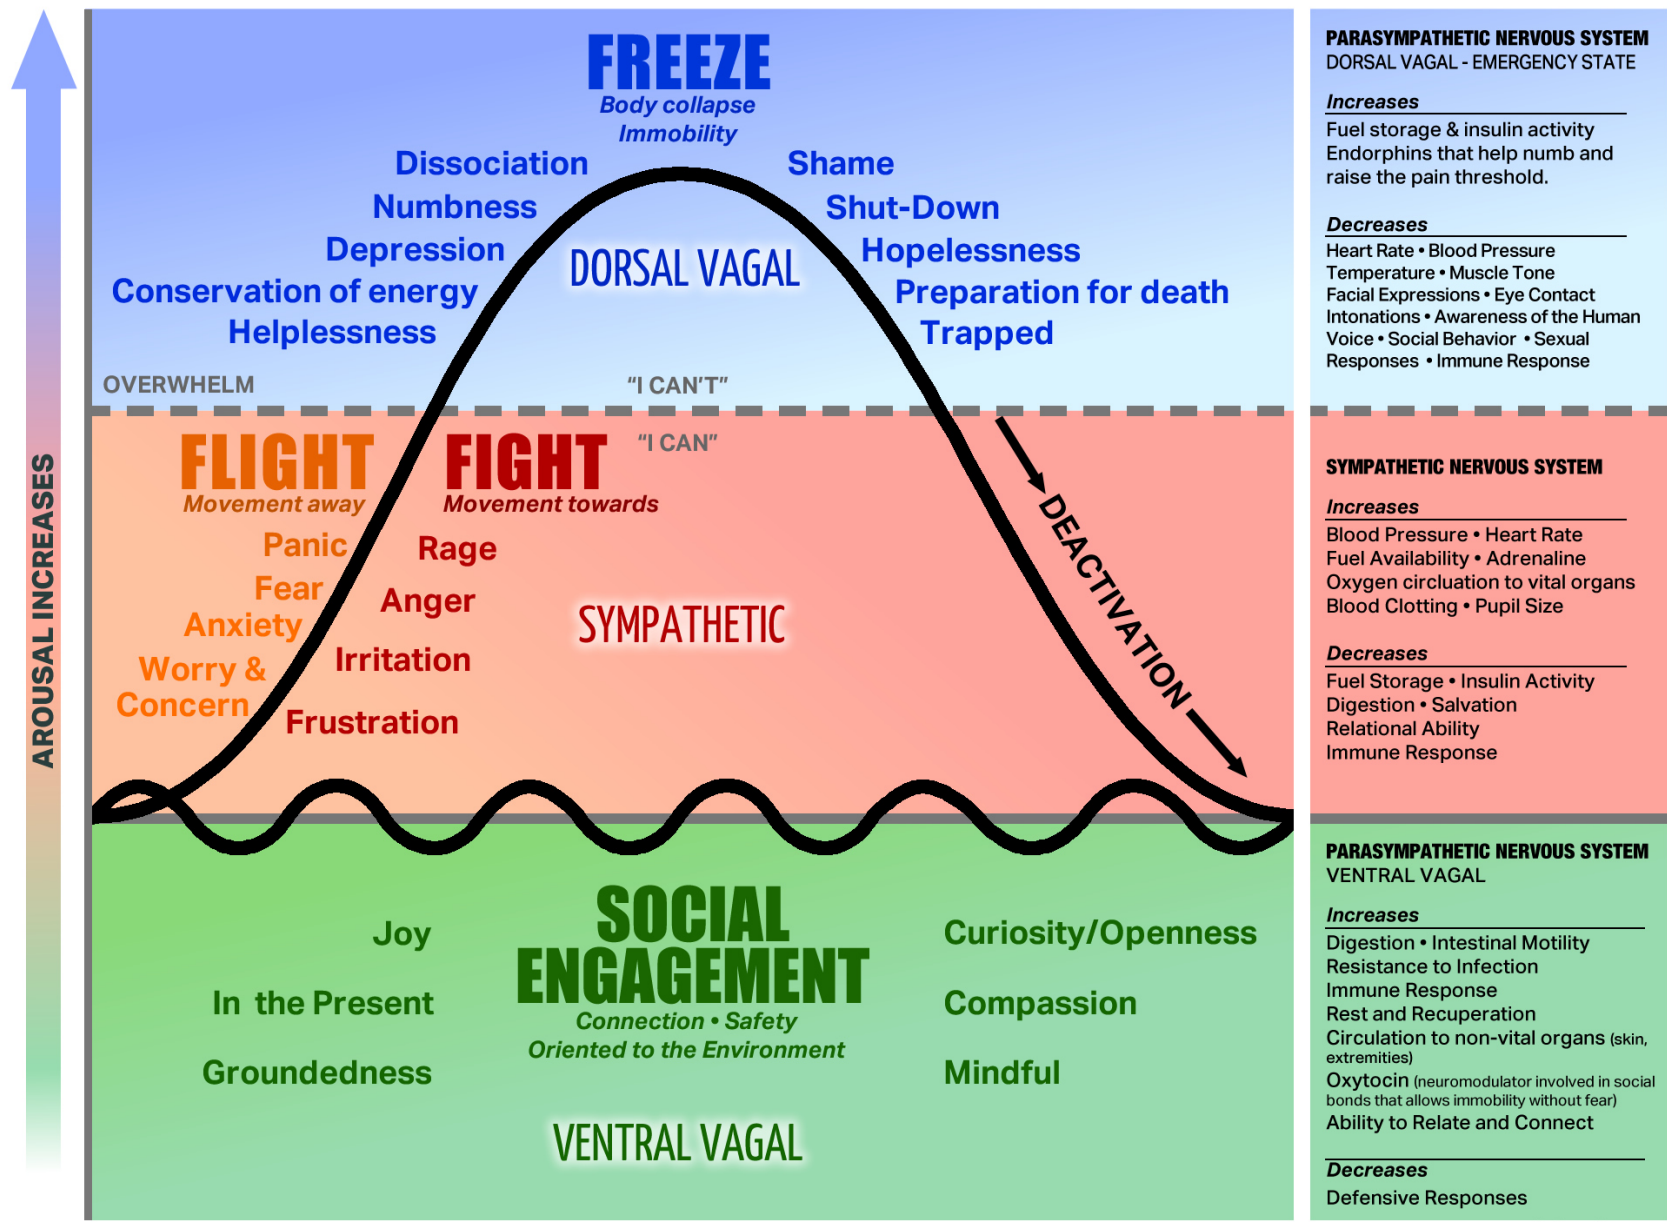 AROUSAL INCREASES
FREEZE
Body collapse
Immobility
Dissociation
Numbness
Depression
Conservation of energy
Helplessness
Shame
Shut-Down
Hopelessness
Preparation for death
Trapped
DORSAL VAGAL
OVERWHELM
“I CAN’T”
“I CAN”
FLIGHT
Movement away
Panic
Fear
Anxiety
Worry &
Concern
FIGHT
Movement towards
Rage
Anger
Irritation
Frustration
SYMPATHETIC
DEACTIVATION
SOCIAL
ENGAGEMENT
Connection • Safety
Oriented to the Environment
Joy
In the Present
Groundedness
Curiosity/Openness
Compassion
Mindful
VENTRAL VAGAL
PARASYMPATHETIC NERVOUS SYSTEM
DORSAL VAGAL - EMERGENCY STATE
Increases
Fuel storage & insulin activity
Endorphins that help numb and
raise the pain threshold.
Decreases
Heart Rate • Blood Pressure
Temperature • Muscle Tone
Facial Expressions • Eye Contact
Intonations • Awareness of the Human
Voice • Social Behavior • Sexual
Responses • Immune Response
SYMPATHETIC NERVOUS SYSTEM
Increases
Blood Pressure • Heart Rate
Fuel Availability • Adrenaline
Oxygen circluation to vital organs
Blood Clotting • Pupil Size
Decreases
Fuel Storage • Insulin Activity
Digestion • Salvation
Relational Ability
Immune Response
PARASYMPATHETIC NERVOUS SYSTEM
VENTRAL VAGAL
Increases
Digestion • Intestinal Motility
Resistance to Infection
Immune Response
Rest and Recuperation
Circulation to non-vital organs (skin,
extremities)
Oxytocin (neuromodulator involved in social
bonds that allows immobility without fear)
Ability to Relate and Connect
Decreases
Defensive Responses